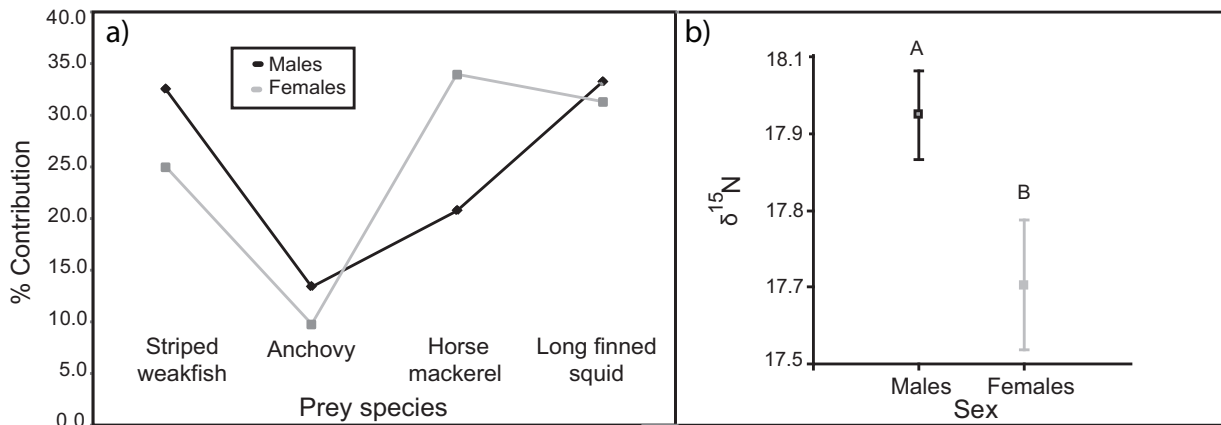 a)
40.0
35.0
30.0
25.0
20.0
15.0
10.0
5.0
0.0
% Contribution
Males
Females
Striped weakfish
Anchovy
Horse mackerel
Long finned squid
Prey species
b)
18.1
17.9
17.8
17.7
17.5
δ15N
A
B
Males
Females
Sex